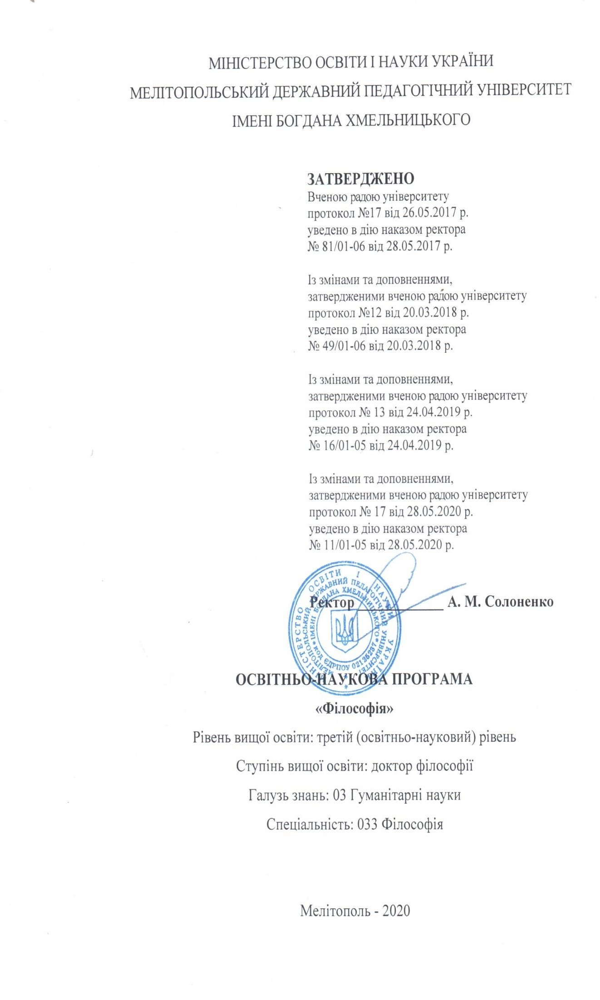 МІНІСТЕРСТВО ОСВІТИ І НАУКИ УКРАЇНИ
МЕЛІТОПОЛЬСЬКИЙ ДЕРЖАВНИЙ ПЕДАГОГІЧНИЙ УНІВЕРСИТЕТ
ІМЕНІ БОГДАНА ХМЕЛЬНИЦЬКОГО
ЗАТВЕРДЖЕНО
Вченою радою університету
протокол №17 від 26.05.2017 р.
уведено в дію наказом ректора
№ 81/01-06 від 28.05.2017 р.
Із змінами та доповненнями,
затвердженими вченою радою університету
протокол №12 від 20.03.2018 р.
уведено в дію наказом ректора
№ 49/01-06 від 20.03.2018 р.
Із змінами та доповненнями,
затвердженими вченою радою університету
протокол № 13 від 24.04.2019 р.
уведено в дію наказом ректора
№ 16/01-05 від 24.04.2019 р.
Із змінами та доповненнями,
затвердженими вченою радою університету
протокол № 17 від 28.05.2020 р.
уведено в дію наказом ректора
№ 11/01-05 від 28.05.2020 р.
Ректор ____________ А. М. Солоненко
МІНІСТЕРСТВО ОСВІТИ І НАУКИ УКРАЇНИ
МЕЛІТОПОЛЬСЬКИЙ ДЕРЖАВНИЙ ПЕДАГОГІЧНИЙ УНІВЕРСИТЕТ
ІМЕНІ БОГДАНА ХМЕЛЬНИЦЬКОГО
код ЄДРПОУ 02125237
ОСВІТНЬО-НАУКОВА ПРОГРАМА
«Філософія»
Рівень вищої освіти: третій (освітньо-науковий) рівень
Ступінь вищої освіти: доктор філософії
Галузь знань: 03 Гуманітарні науки
Спеціальність: 033 Філософія
Мелітополь - 2020